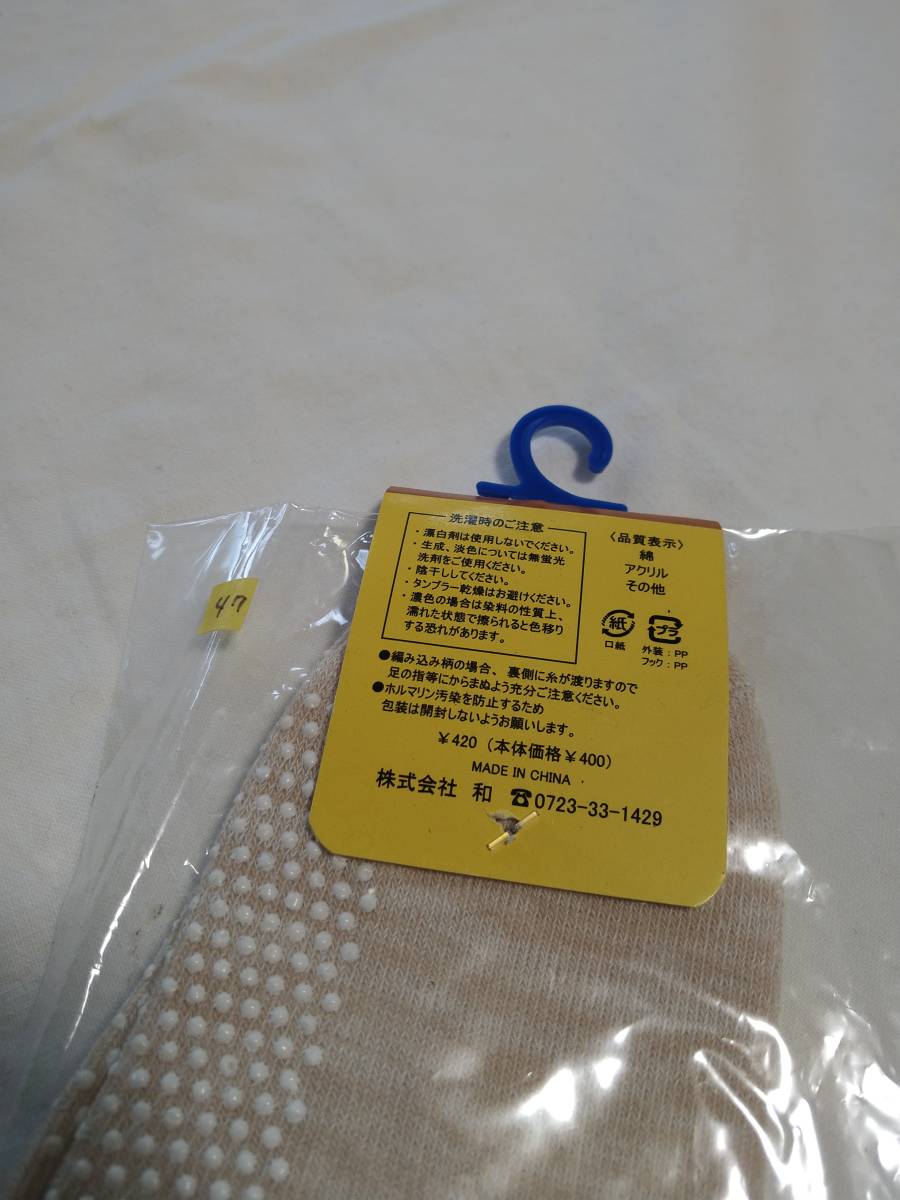 47
洗濯時のご注意
・漂白剤は使用しないでください。
・生成、淡色については無蛍光
洗剤をご使用ください。
・陰干ししてください。
・タンブラー乾燥はお避けください。
・濃色の場合は染料の性質上、
濡れた状態で擦られると色移り
する恐れがあります。
〈品質表示〉
綿
アクリル
その他
紙
口紙
プラ
外装：PP
フック：PP
●編み込み柄の場合、裏側に糸が渡りますので
足の指等にからまぬよう充分ご注意ください。
●ホルマリン汚染を防止するため
包装は開封しないようお願いします。
￥420（本体価格￥400）
MADE IN CHINA
株式会社 和 ☎0723-33-1429